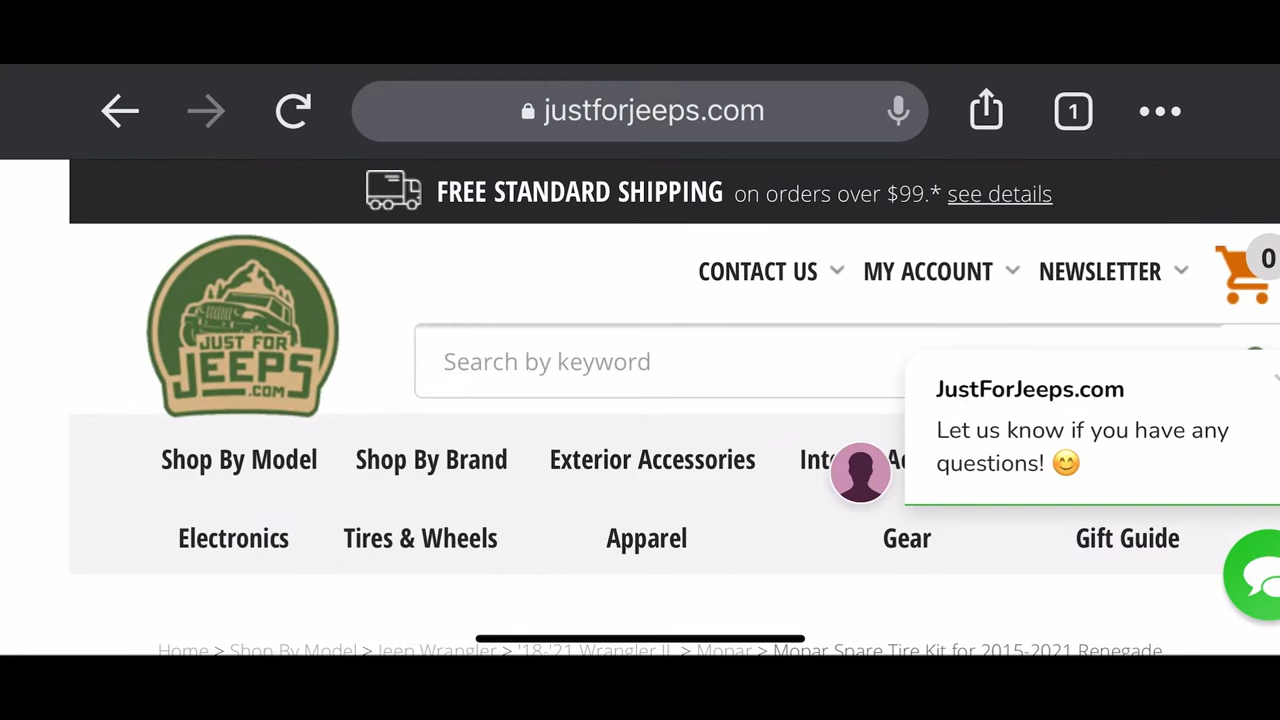 justforjeeps.com
1
FREE STANDARD SHIPPING on orders over $99.* see details
JUST FOR
JEEPS
.COM
CONTACT US
MY ACCOUNT
NEWSLETTER
0
Search by keyword
JustForJeeps.com
Let us know if you have any
questions! 😊
Shop By Model
Shop By Brand
Exterior Accessories
Electronics
Tires & Wheels
Apparel
Gear
Gift Guide
Home > Shop By Model > Jeep Wrangler > '18-'21 Wrangler JL > Mopar > Mopar Spare Tire Kit for 2015-2021 Renegade